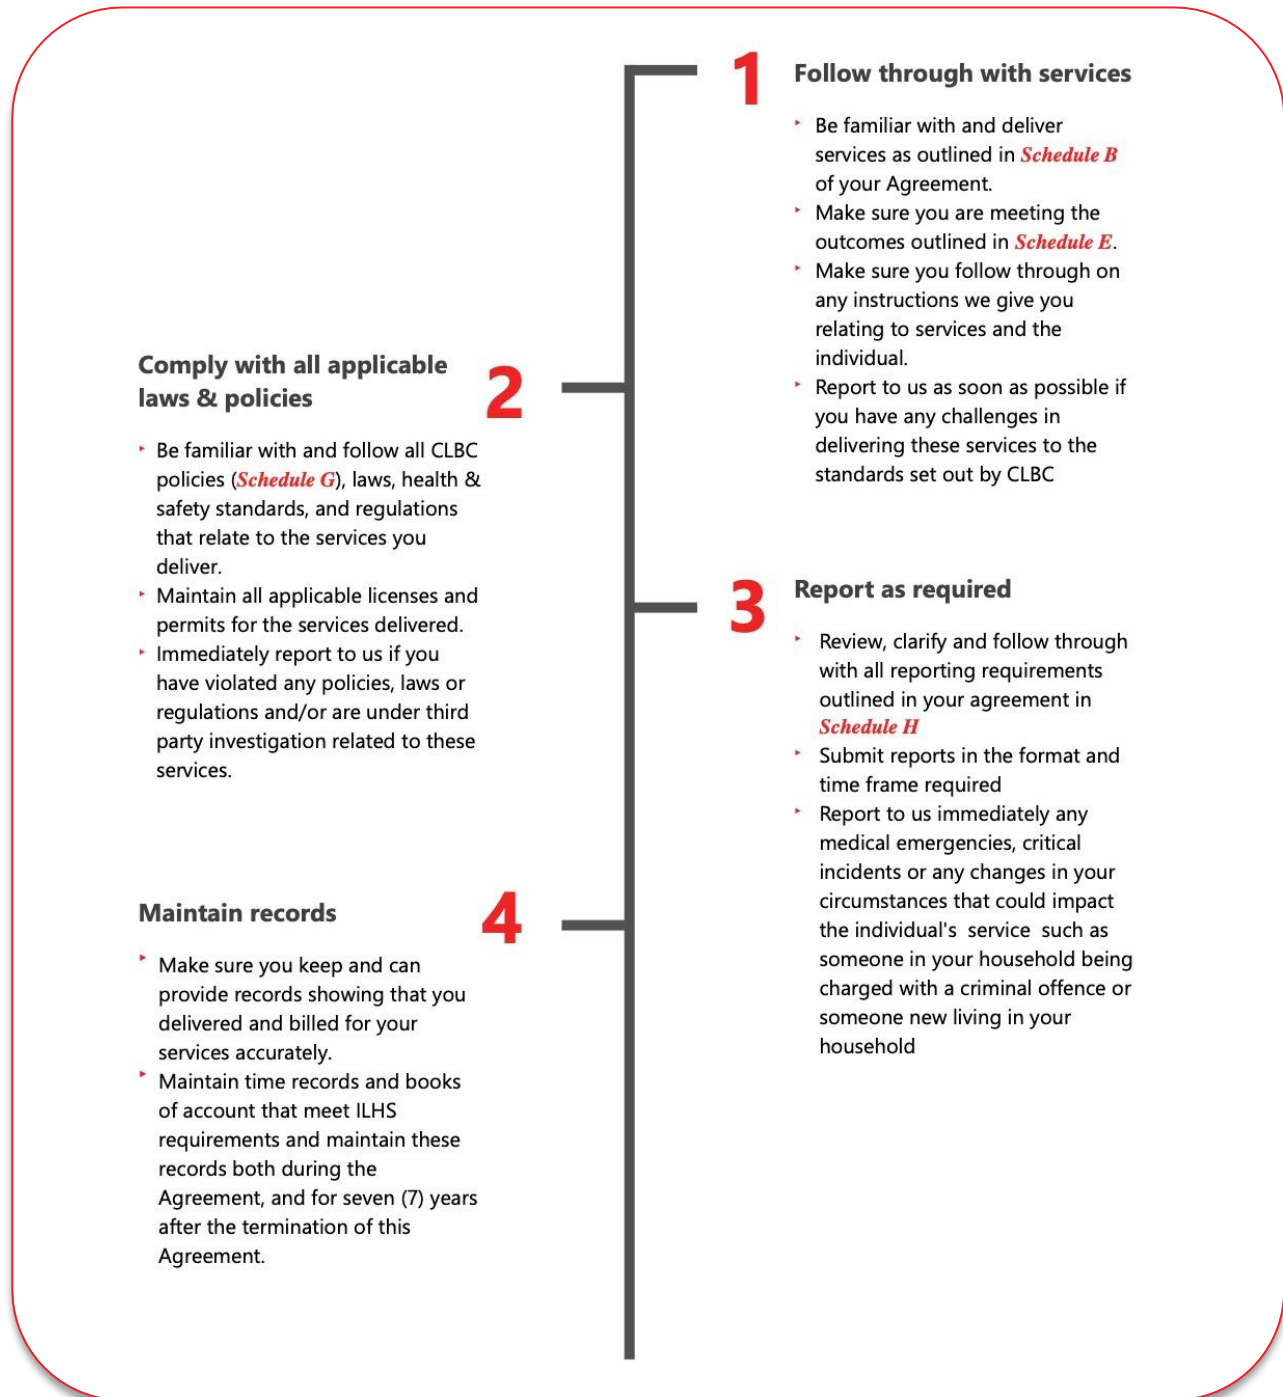 1
Follow through with services
‣ Be familiar with and deliver
services as outlined in Schedule B
of your Agreement.
‣ Make sure you are meeting the
outcomes outlined in Schedule E.
‣ Make sure you follow through on
any instructions we give you
relating to services and the
individual.
‣ Report to us as soon as possible if
you have any challenges in
delivering these services to the
standards set out by CLBC
Comply with all applicable
laws & policies
2
‣ Be familiar with and follow all CLBC
policies (Schedule G), laws, health &
safety standards, and regulations
that relate to the services you
deliver.
‣ Maintain all applicable licenses and
permits for the services delivered.
‣ Immediately report to us if you
have violated any policies, laws or
regulations and/or are under third
party investigation related to these
services.
3
Report as required
‣ Review, clarify and follow through
with all reporting requirements
outlined in your agreement in
Schedule H
‣ Submit reports in the format and
time frame required
‣ Report to us immediately any
medical emergencies, critical
incidents or any changes in your
circumstances that could impact
the individual's service such as
someone in your household being
charged with a criminal offence or
someone new living in your
household
Maintain records
4
‣ Make sure you keep and can
provide records showing that you
delivered and billed for your
services accurately.
‣ Maintain time records and books
of account that meet ILHS
requirements and maintain these
records both during the
Agreement, and for seven (7) years
after the termination of this
Agreement.